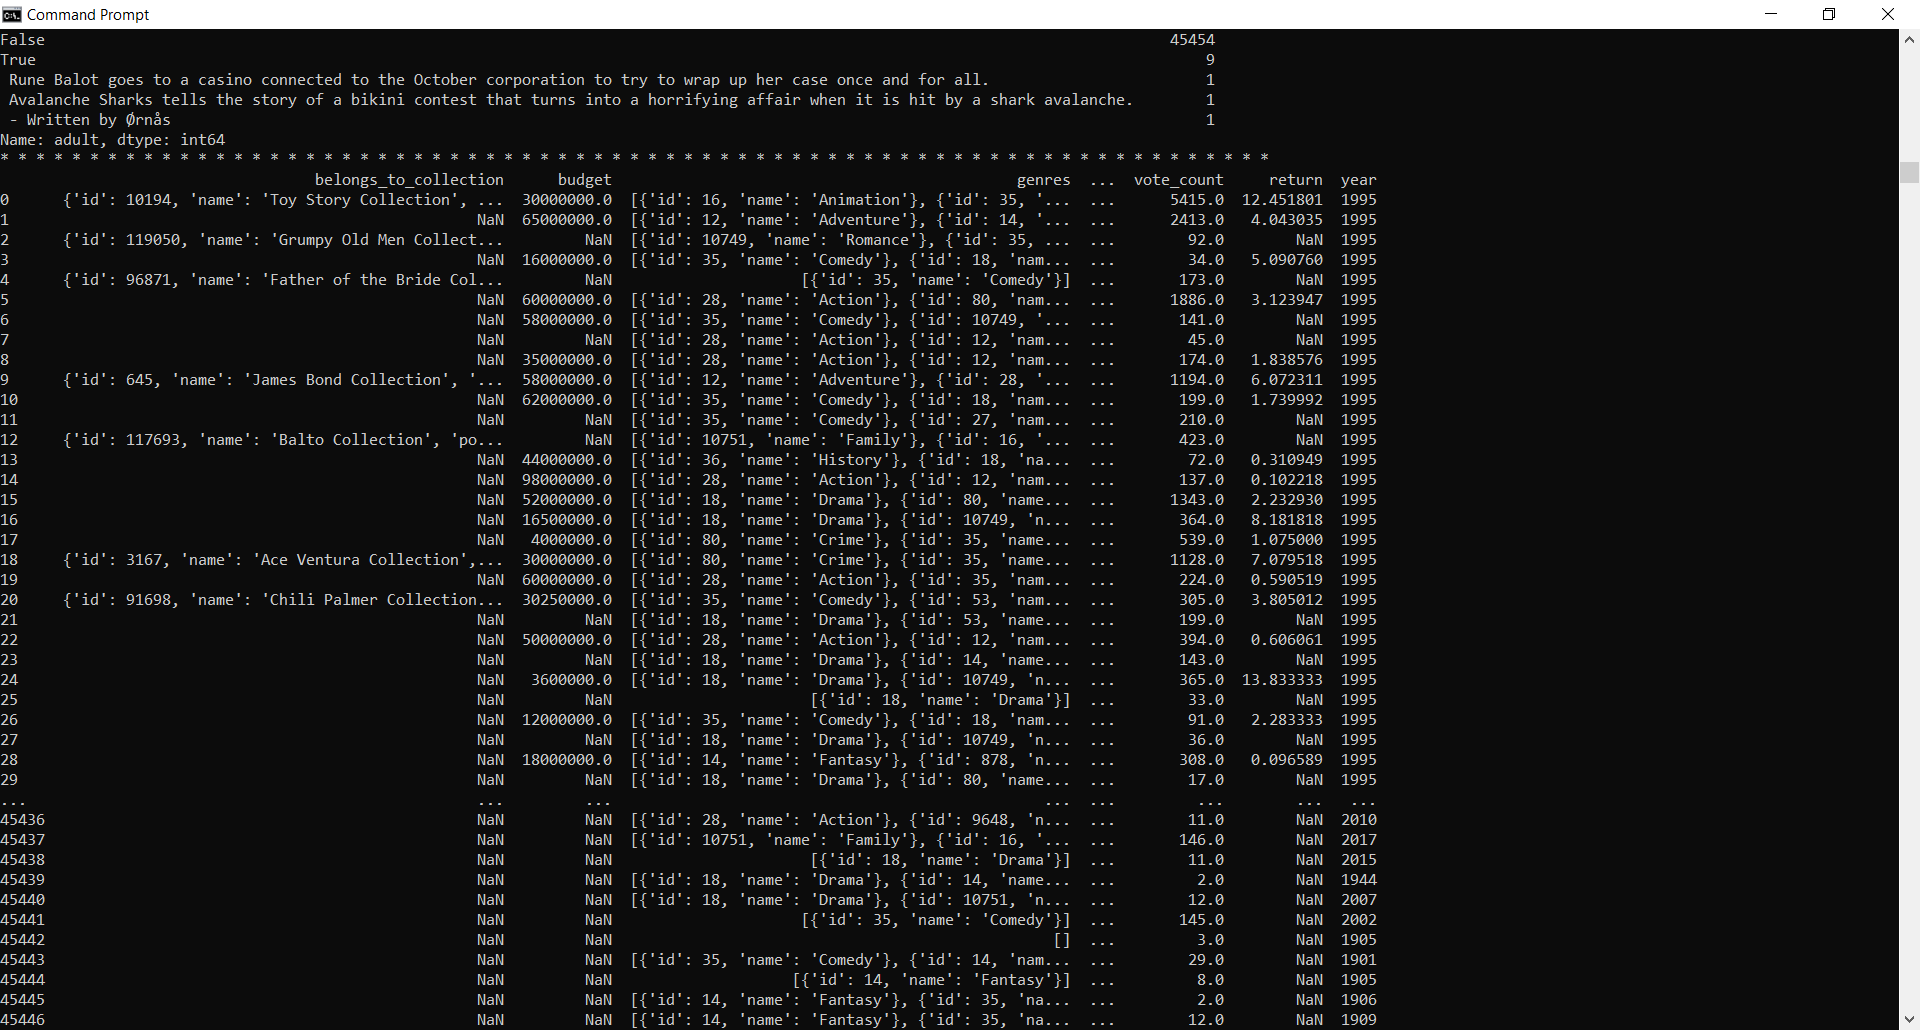 Command Prompt
False 45454
True 9
Rune Balot goes to a casino connected to the October corporation to try to wrap up her case once and for all. 1
Avalanche Sharks tells the story of a bikini contest that turns into a horrifying affair when it is hit by a shark avalanche. 1
- Written by Ørnås 1
Name: adult, dtype: int64
* * * * * * * * * * * * * * * * * * * * * * * * * * * * * * * * * * * * * * * * * * * * * * * * * * * * * * * * * * * * * * * * * * * * * * *
belongs_to_collection budget genres ... vote_count return year
0 {'id': 10194, 'name': 'Toy Story Collection', ... 30000000.0 [{'id': 16, 'name': 'Animation'}, {'id': 35, '... ... 5415.0 12.451801 1995
1 NaN 65000000.0 [{'id': 12, 'name': 'Adventure'}, {'id': 14, '... ... 2413.0 4.043035 1995
2 {'id': 119050, 'name': 'Grumpy Old Men Collect... NaN [{'id': 10749, 'name': 'Romance'}, {'id': 35, ... ... 92.0 NaN 1995
3 NaN 16000000.0 [{'id': 35, 'name': 'Comedy'}, {'id': 18, 'nam... ... 34.0 5.090760 1995
4 {'id': 96871, 'name': 'Father of the Bride Col... NaN [{'id': 35, 'name': 'Comedy'}] ... 173.0 NaN 1995
5 NaN 60000000.0 [{'id': 28, 'name': 'Action'}, {'id': 80, 'nam... ... 1886.0 3.123947 1995
6 NaN 58000000.0 [{'id': 35, 'name': 'Comedy'}, {'id': 10749, '... ... 141.0 NaN 1995
7 NaN NaN [{'id': 28, 'name': 'Action'}, {'id': 12, 'nam... ... 45.0 NaN 1995
8 NaN 35000000.0 [{'id': 28, 'name': 'Action'}, {'id': 12, 'nam... ... 174.0 1.838576 1995
9 {'id': 645, 'name': 'James Bond Collection', '... 58000000.0 [{'id': 12, 'name': 'Adventure'}, {'id': 28, '... ... 1194.0 6.072311 1995
10 NaN 62000000.0 [{'id': 35, 'name': 'Comedy'}, {'id': 18, 'nam... ... 199.0 1.739992 1995
11 NaN NaN [{'id': 35, 'name': 'Comedy'}, {'id': 27, 'nam... ... 210.0 NaN 1995
12 {'id': 117693, 'name': 'Balto Collection', 'po... NaN [{'id': 10751, 'name': 'Family'}, {'id': 16, '... ... 423.0 NaN 1995
13 NaN 44000000.0 [{'id': 36, 'name': 'History'}, {'id': 18, 'na... ... 72.0 0.310949 1995
14 NaN 98000000.0 [{'id': 28, 'name': 'Action'}, {'id': 12, 'nam... ... 137.0 0.102218 1995
15 NaN 52000000.0 [{'id': 18, 'name': 'Drama'}, {'id': 80, 'name... ... 1343.0 2.232930 1995
16 NaN 16500000.0 [{'id': 18, 'name': 'Drama'}, {'id': 10749, 'n... ... 364.0 8.181818 1995
17 NaN 4000000.0 [{'id': 80, 'name': 'Crime'}, {'id': 35, 'name... ... 539.0 1.075000 1995
18 {'id': 3167, 'name': 'Ace Ventura Collection',... 30000000.0 [{'id': 80, 'name': 'Crime'}, {'id': 35, 'name... ... 1128.0 7.079518 1995
19 NaN 60000000.0 [{'id': 28, 'name': 'Action'}, {'id': 35, 'nam... ... 224.0 0.590519 1995
20 {'id': 91698, 'name': 'Chili Palmer Collection... 30250000.0 [{'id': 35, 'name': 'Comedy'}, {'id': 53, 'nam... ... 305.0 3.805012 1995
21 NaN NaN [{'id': 18, 'name': 'Drama'}, {'id': 53, 'name... ... 199.0 NaN 1995
22 NaN 50000000.0 [{'id': 28, 'name': 'Action'}, {'id': 12, 'nam... ... 394.0 0.606061 1995
23 NaN NaN [{'id': 18, 'name': 'Drama'}, {'id': 14, 'name... ... 143.0 NaN 1995
24 NaN 3600000.0 [{'id': 18, 'name': 'Drama'}, {'id': 10749, 'n... ... 365.0 13.833333 1995
25 NaN NaN [{'id': 18, 'name': 'Drama'}] ... 33.0 NaN 1995
26 NaN 12000000.0 [{'id': 35, 'name': 'Comedy'}, {'id': 18, 'nam... ... 91.0 2.283333 1995
27 NaN NaN [{'id': 18, 'name': 'Drama'}, {'id': 10749, 'n... ... 36.0 NaN 1995
28 NaN 18000000.0 [{'id': 14, 'name': 'Fantasy'}, {'id': 878, 'n... ... 308.0 0.096589 1995
29 NaN NaN [{'id': 18, 'name': 'Drama'}, {'id': 80, 'name... ... 17.0 NaN 1995
... ... ... ... ... ... ... ...
45436 NaN NaN [{'id': 28, 'name': 'Action'}, {'id': 9648, 'n... ... 11.0 NaN 2010
45437 NaN NaN [{'id': 10751, 'name': 'Family'}, {'id': 16, '... ... 146.0 NaN 2017
45438 NaN NaN [{'id': 18, 'name': 'Drama'}] ... 11.0 NaN 2015
45439 NaN NaN [{'id': 18, 'name': 'Drama'}, {'id': 14, 'name... ... 2.0 NaN 1944
45440 NaN NaN [{'id': 18, 'name': 'Drama'}, {'id': 10751, 'n... ... 12.0 NaN 2007
45441 NaN NaN [{'id': 35, 'name': 'Comedy'}] ... 145.0 NaN 2002
45442 NaN NaN [] ... 3.0 NaN 1905
45443 NaN NaN [{'id': 35, 'name': 'Comedy'}, {'id': 14, 'nam... ... 29.0 NaN 1901
45444 NaN NaN [{'id': 14, 'name': 'Fantasy'}] ... 8.0 NaN 1905
45445 NaN NaN [{'id': 14, 'name': 'Fantasy'}, {'id': 35, 'na... ... 2.0 NaN 1906
45446 NaN NaN [{'id': 14, 'name': 'Fantasy'}, {'id': 35, 'na... ... 12.0 NaN 1909